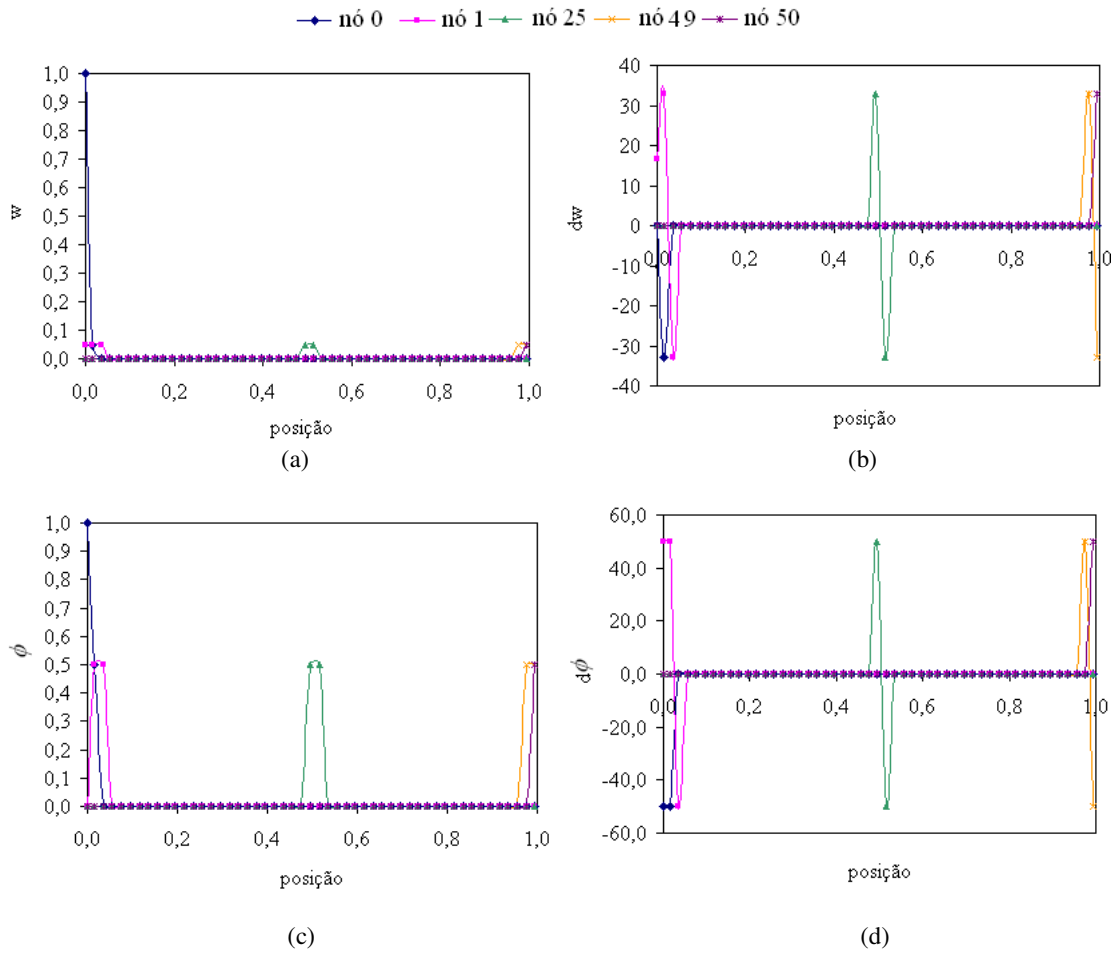 nó 0 nó 1 nó 25 nó 49 nó 50
1,0
0,9
0,8
0,7
0,6
0,5
0,4
0,3
0,2
0,1
0,0
w
0,0 0,2 0,4 0,6 0,8 1,0
posição
(a)
40
30
20
10
0
-10
-20
-30
-40
dw
0,0 0,2 0,4 0,6 0,8 1,0
posição
(b)
1,0
0,9
0,8
0,7
0,6
0,5
0,4
0,3
0,2
0,1
0,0
ϕ
0,0 0,2 0,4 0,6 0,8 1,0
posição
(c)
60,0
40,0
20,0
0,0
-20,0
-40,0
-60,0
dϕ
0,0 0,2 0,4 0,6 0,8 1,0
posição
(d)